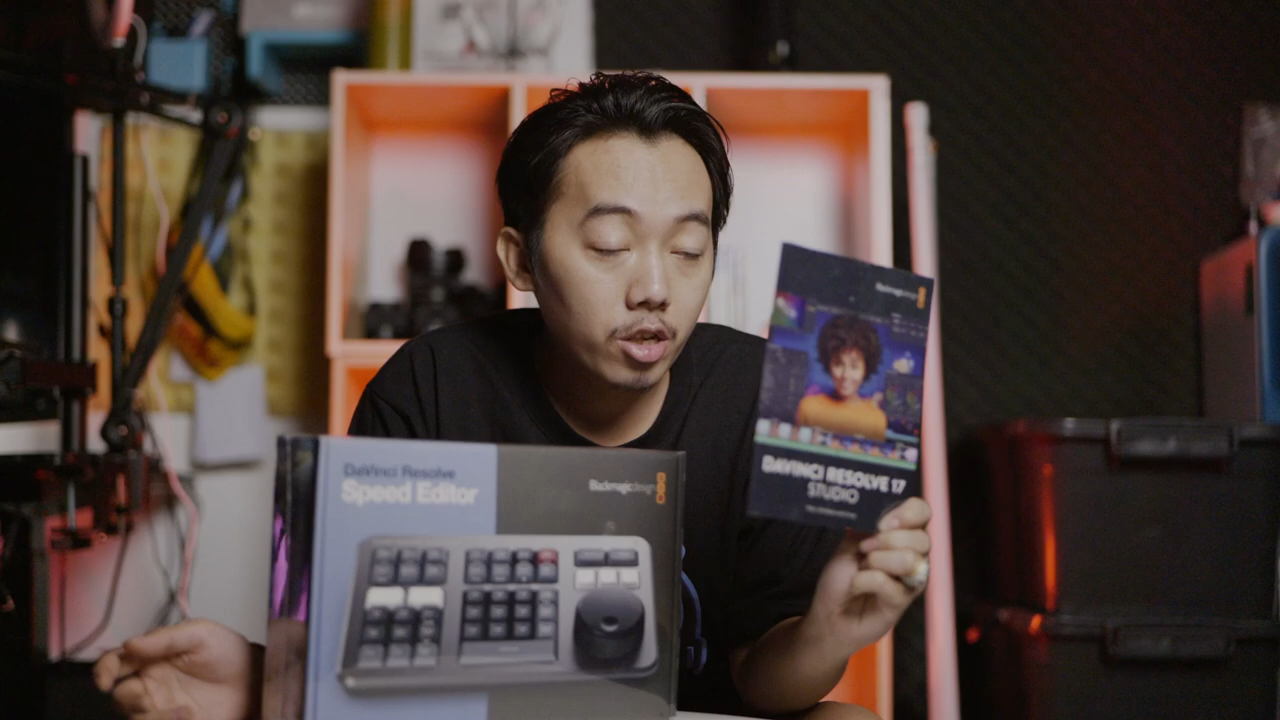 DaVinci Resolve
Speed Editor
Blackmagicdesign
Blackmagicdesign
DAVINCI RESOLVE 17
STUDIO